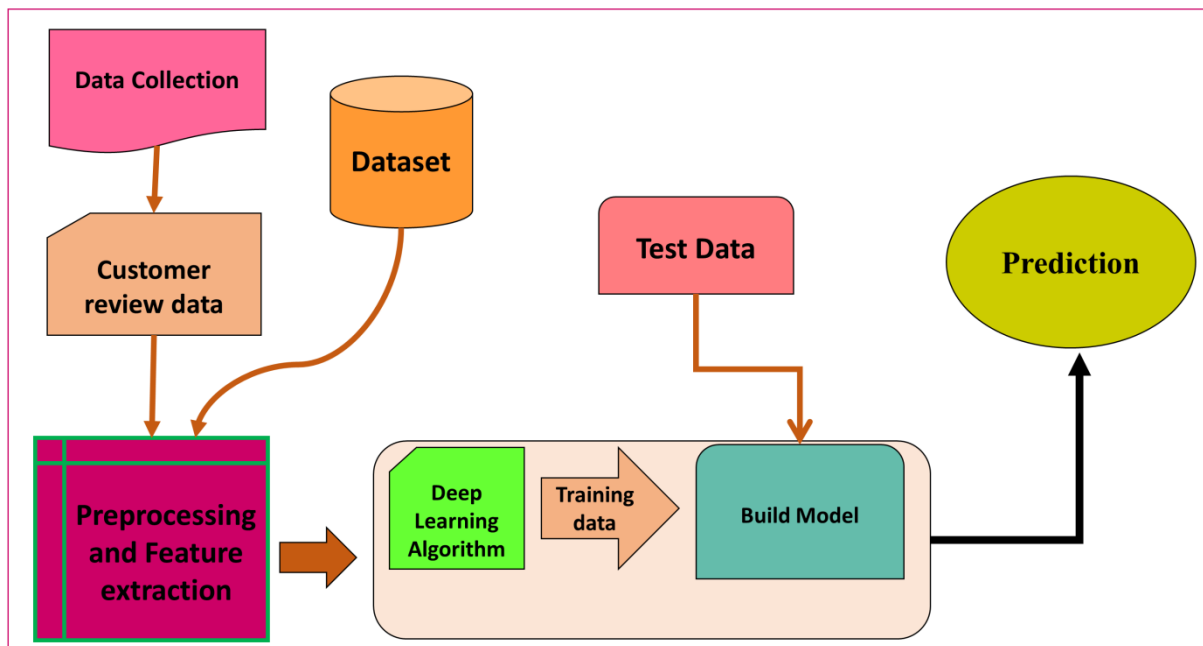 Data Collection
Dataset
Customer
review data
Test Data
Prediction
Preprocessing
and Feature
extraction
Deep
Learning
Algorithm
Training
data
Build Model